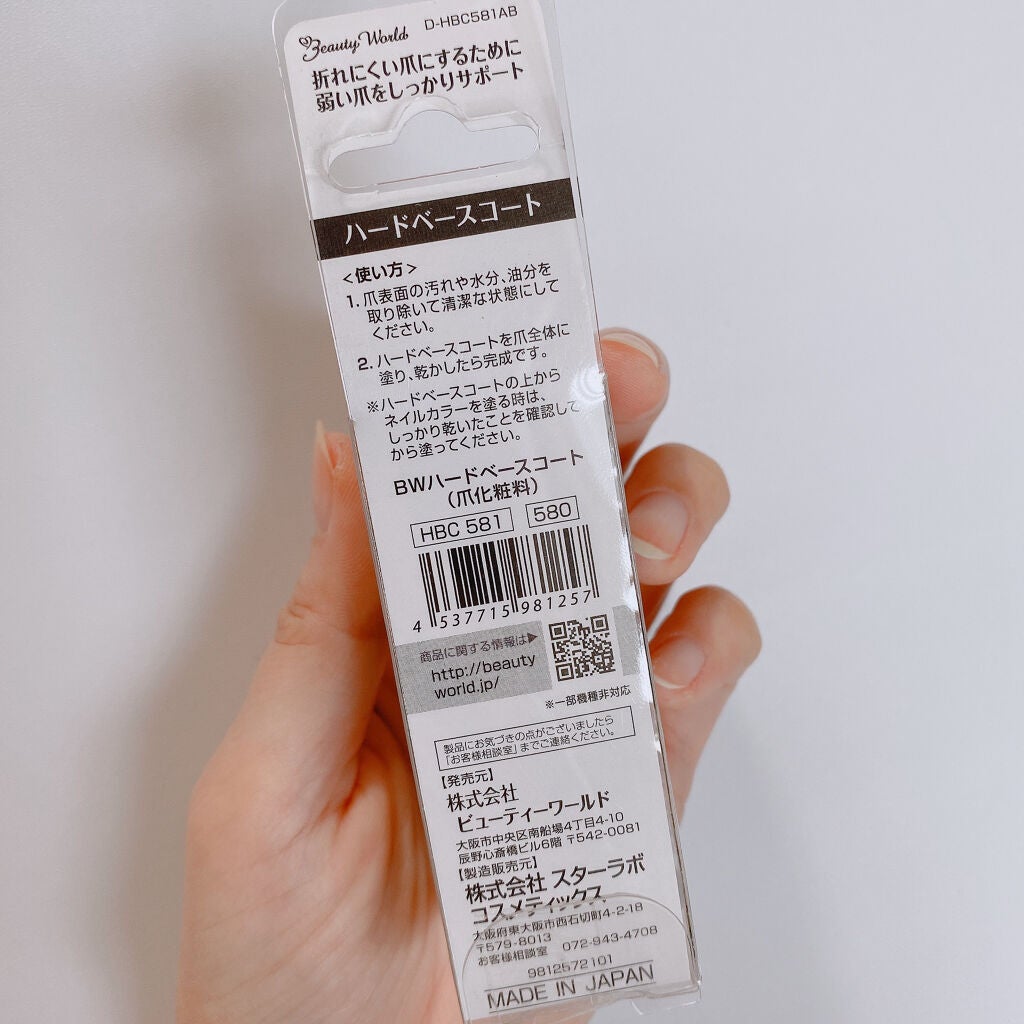 D-HBC581AB
Beauty World
折れにくい爪にするために
弱い爪をしっかりサポート
ハードベースコート
<使い方>
1. 爪表面の汚れや水分、油分を
取り除いて清潔な状態にして
ください。
2. ハードベースコートを爪全体に
塗り、乾かしたら完成です。
※ハードベースコートの上から
ネイルカラーを塗る時は、
しっかり乾いたことを確認して
から塗ってください。
BWハードベースコート
(爪化粧料)
HBC 581 580
4 537715 981257
商品に関する情報は▶
http://beauty
world.jp/
※一部機種非対応
製品にお気づきの点がございましたら
「お客様相談室」までご連絡ください。
【発売元】
株式会社
ビューティーワールド
大阪市中央区南船場4丁目4-10
辰野心斎橋ビル6階 〒542-0081
【製造販売元】
株式会社 スターラボ
コスメティックス
大阪府東大阪市西石切町4-2-18
〒579-8013
お客様相談室 072-943-4708
9812572101
MADE IN JAPAN